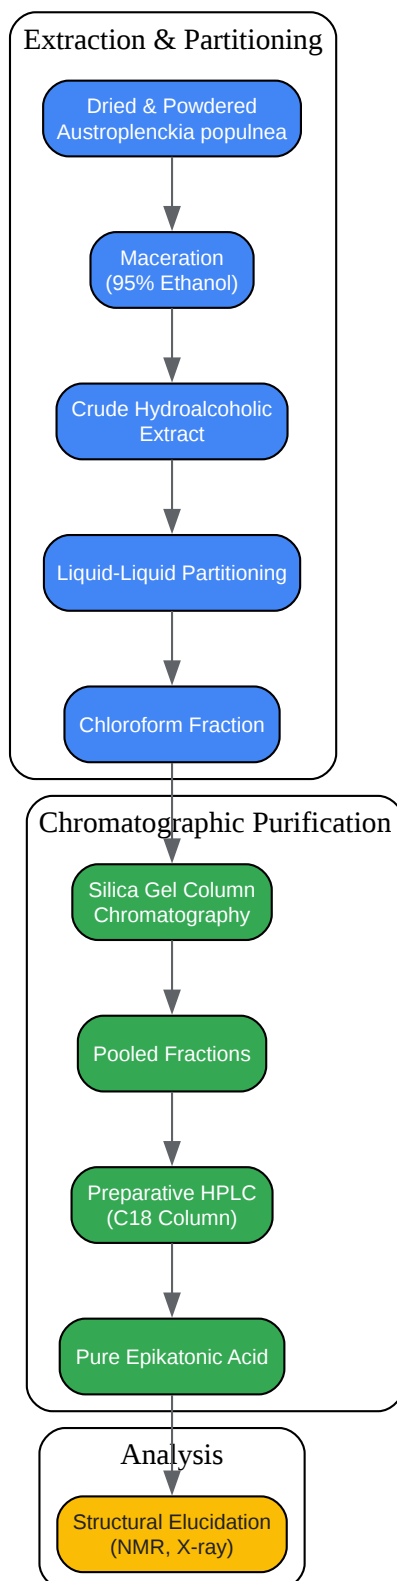 Extraction & Partitioning
Dried & Powdered
Austroplenckia populnea
Maceration
(95% Ethanol)
Crude Hydroalcoholic
Extract
Liquid-Liquid Partitioning
Chloroform Fraction
Chromatographic Purification
Silica Gel Column
Chromatography
Pooled Fractions
Preparative HPLC
(C18 Column)
Pure Epikatonic Acid
Analysis
Structural Elucidation
(NMR, X-ray)